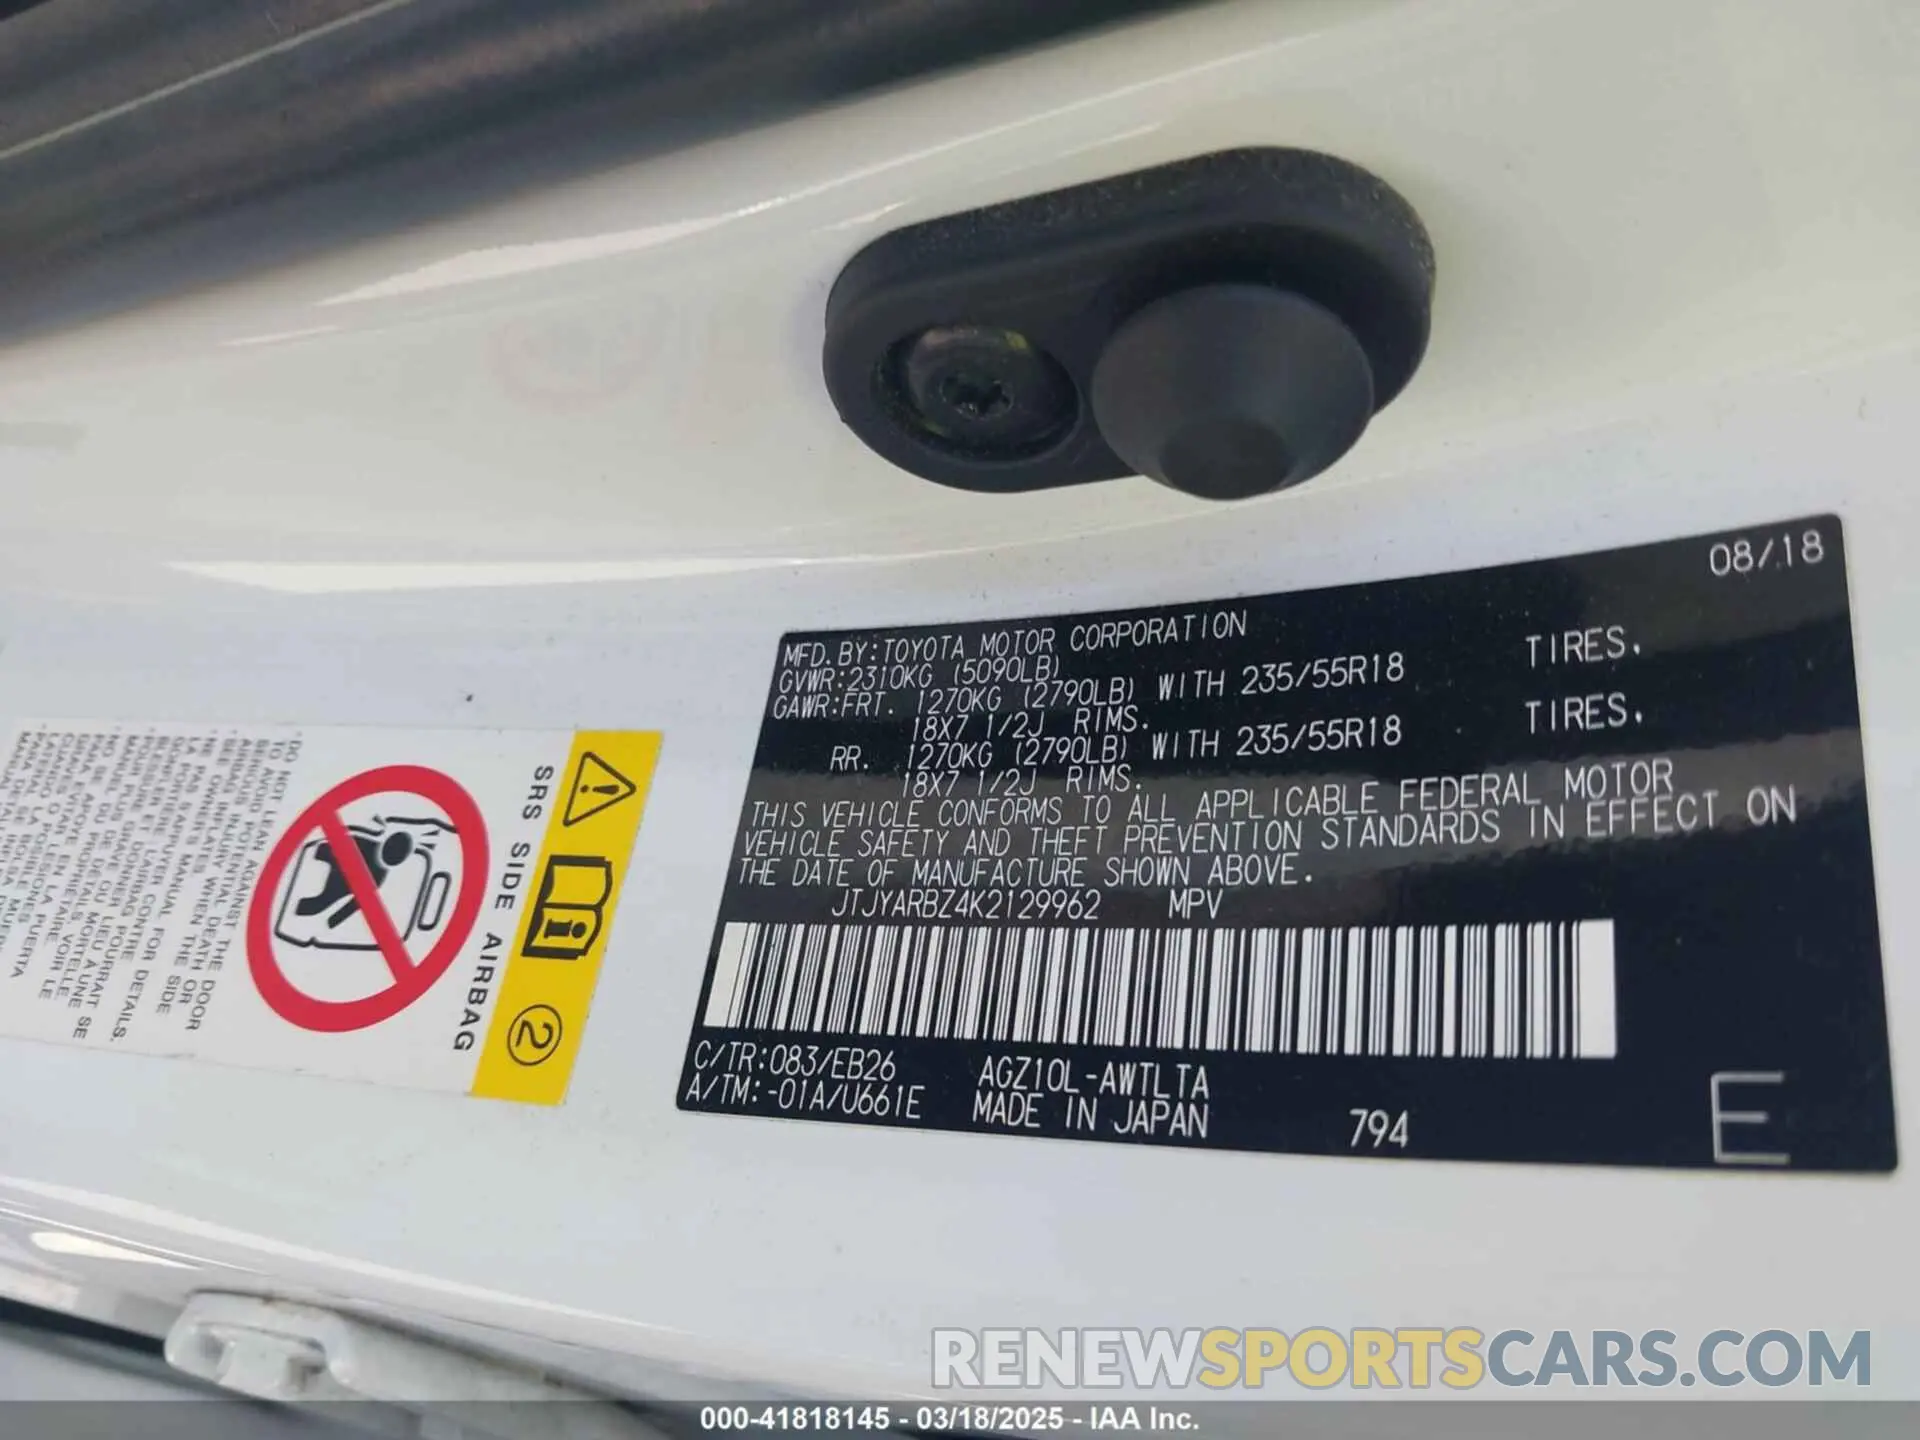 08/18
MFD. BY:TOYOTA MOTOR CORPORATION
GVWR:2310KG (5090LB)
GAWR:FRT. 1270KG (2790LB) WITH 235/55R18 TIRES.
18X7 1/2J RIMS.
RR. 1270KG (2790LB) WITH 235/55R18 TIRES.
18X7 1/2J RIMS.
THIS VEHICLE CONFORMS TO ALL APPLICABLE FEDERAL MOTOR
VEHICLE SAFETY AND THEFT PREVENTION STANDARDS IN EFFECT ON
THE DATE OF MANUFACTURE SHOWN ABOVE.
JTJYARBZ4K2129962 MPV
C/TR:083/EB26 AGZ10L-AWTLTA
A/TM:-01A/U661E MADE IN JAPAN 794 E
SRS SIDE AIRBAG
2
•DO NOT LEAN AGAINST THE DOOR
TO AVOID POTENTIAL DEATH OR
SERIOUS INJURY WHEN THE SIDE
AIRBAG INFLATES.
•SEE OWNER'S MANUAL FOR DETAILS.
RENEWSPORTSCARS.COM
000-41818145 - 03/18/2025 - IAA Inc.